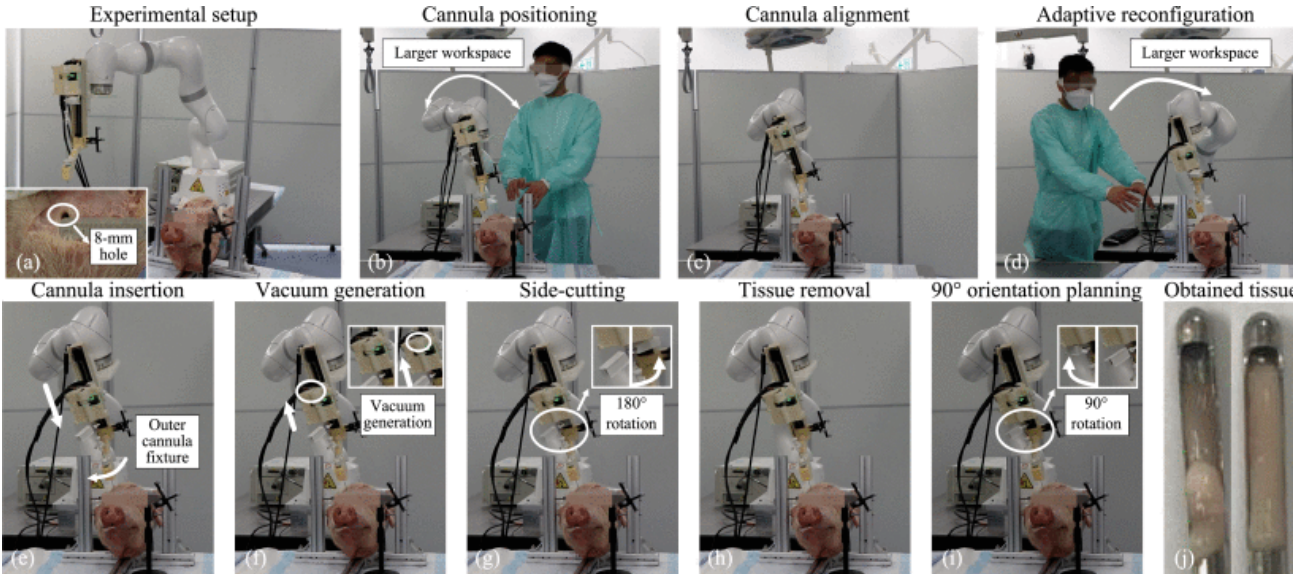 Experimental setup
Cannula positioning
Cannula alignment
Adaptive reconfiguration
Larger workspace
Larger workspace
8-mm
hole
(a)
(b)
(c)
(d)
Cannula insertion
Vacuum generation
Side-cutting
Tissue removal
90° orientation planning
Obtained tissue
Outer
cannula
fixture
Vacuum
generation
180°
rotation
90°
rotation
(e)
(f)
(g)
(h)
(i)
(j)